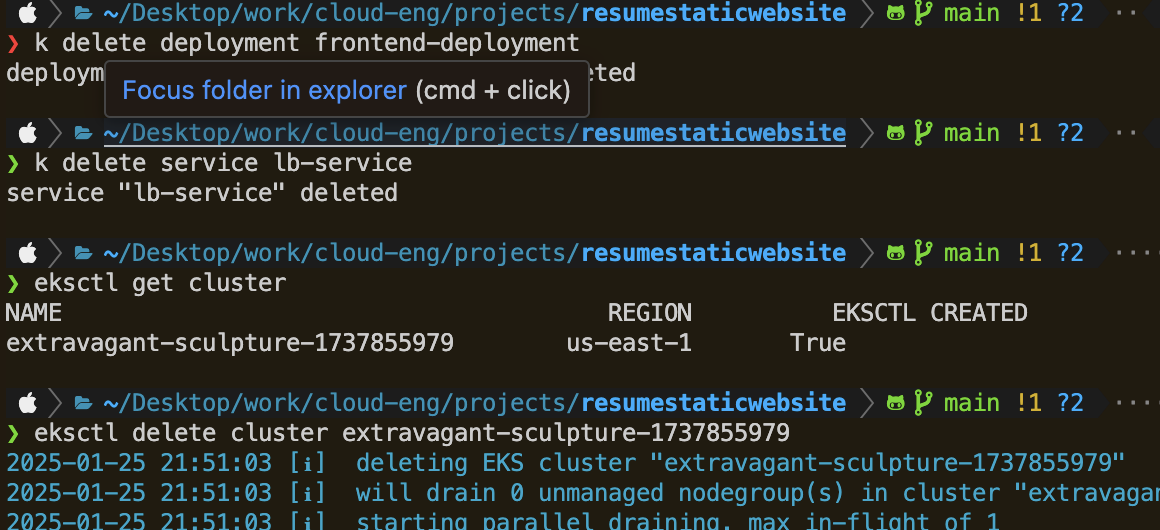 ~/Desktop/work/cloud-eng/projects/resumestaticwebsite main !1 ?2 ··
❯ k delete deployment frontend-deployment
deploym eted
Focus folder in explorer (cmd + click)
~/Desktop/work/cloud-eng/projects/resumestaticwebsite main !1 ?2 ··
❯ k delete service lb-service
service "lb-service" deleted
~/Desktop/work/cloud-eng/projects/resumestaticwebsite main !1 ?2 ····
❯ eksctl get cluster
NAME REGION EKSCTL CREATED
extravagant-sculpture-1737855979 us-east-1 True
~/Desktop/work/cloud-eng/projects/resumestaticwebsite main !1 ?2 ····
❯ eksctl delete cluster extravagant-sculpture-1737855979
2025-01-25 21:51:03 [ℹ] deleting EKS cluster "extravagant-sculpture-1737855979"
2025-01-25 21:51:03 [ℹ] will drain 0 unmanaged nodegroup(s) in cluster "extravagan
2025-01-25 21:51:03 [ℹ] starting parallel draining, max in-flight of 1